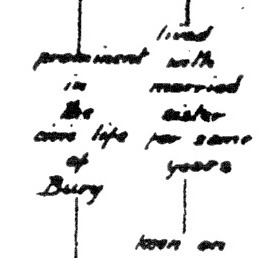 prominent
in
the
civic life
of
Bury
lived
with
married
sister
for some
years
keen on